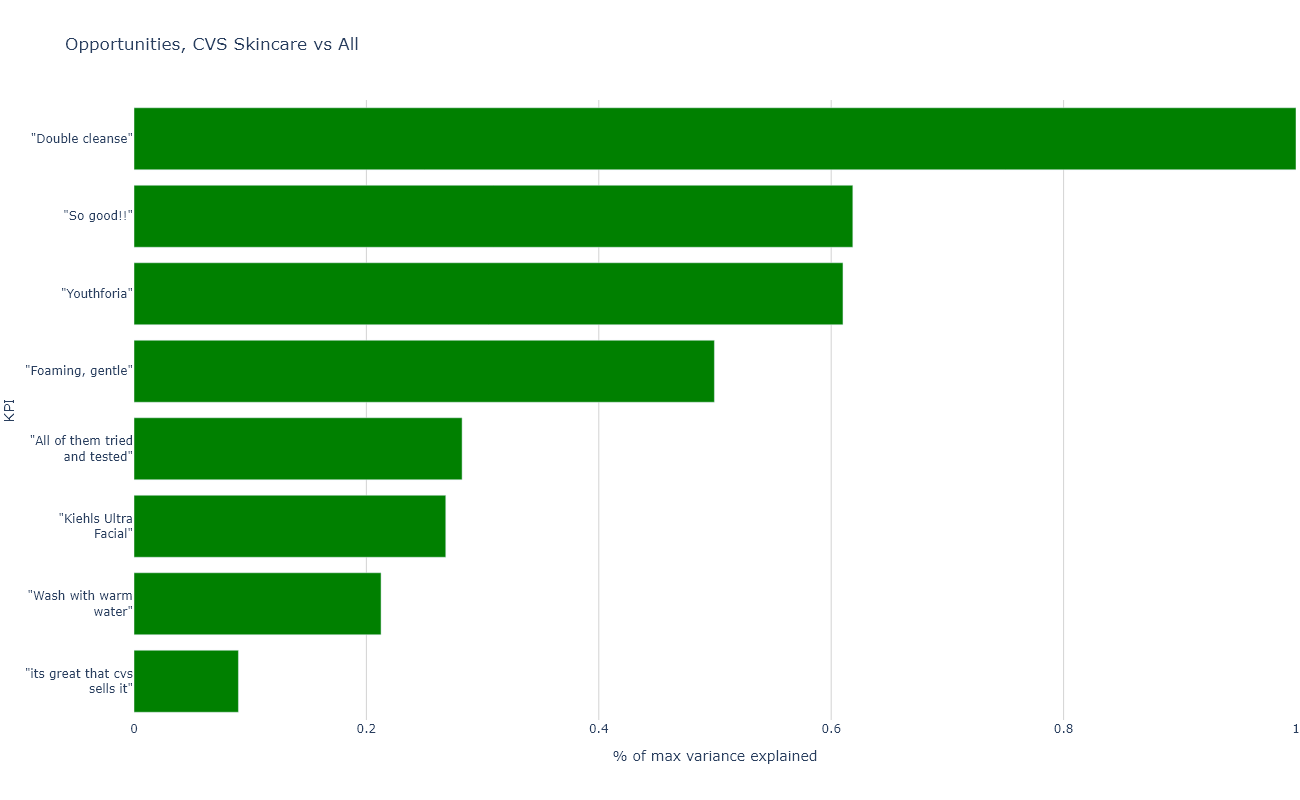 Opportunities, CVS Skincare vs All
"Double cleanse"
"So good!!"
"Youthforia"
"Foaming, gentle"
"All of them tried
and tested"
"Kiehls Ultra
Facial"
"Wash with warm
water"
"its great that cvs
sells it"
KPI
0
0.2
0.4
0.6
0.8
1
% of max variance explained